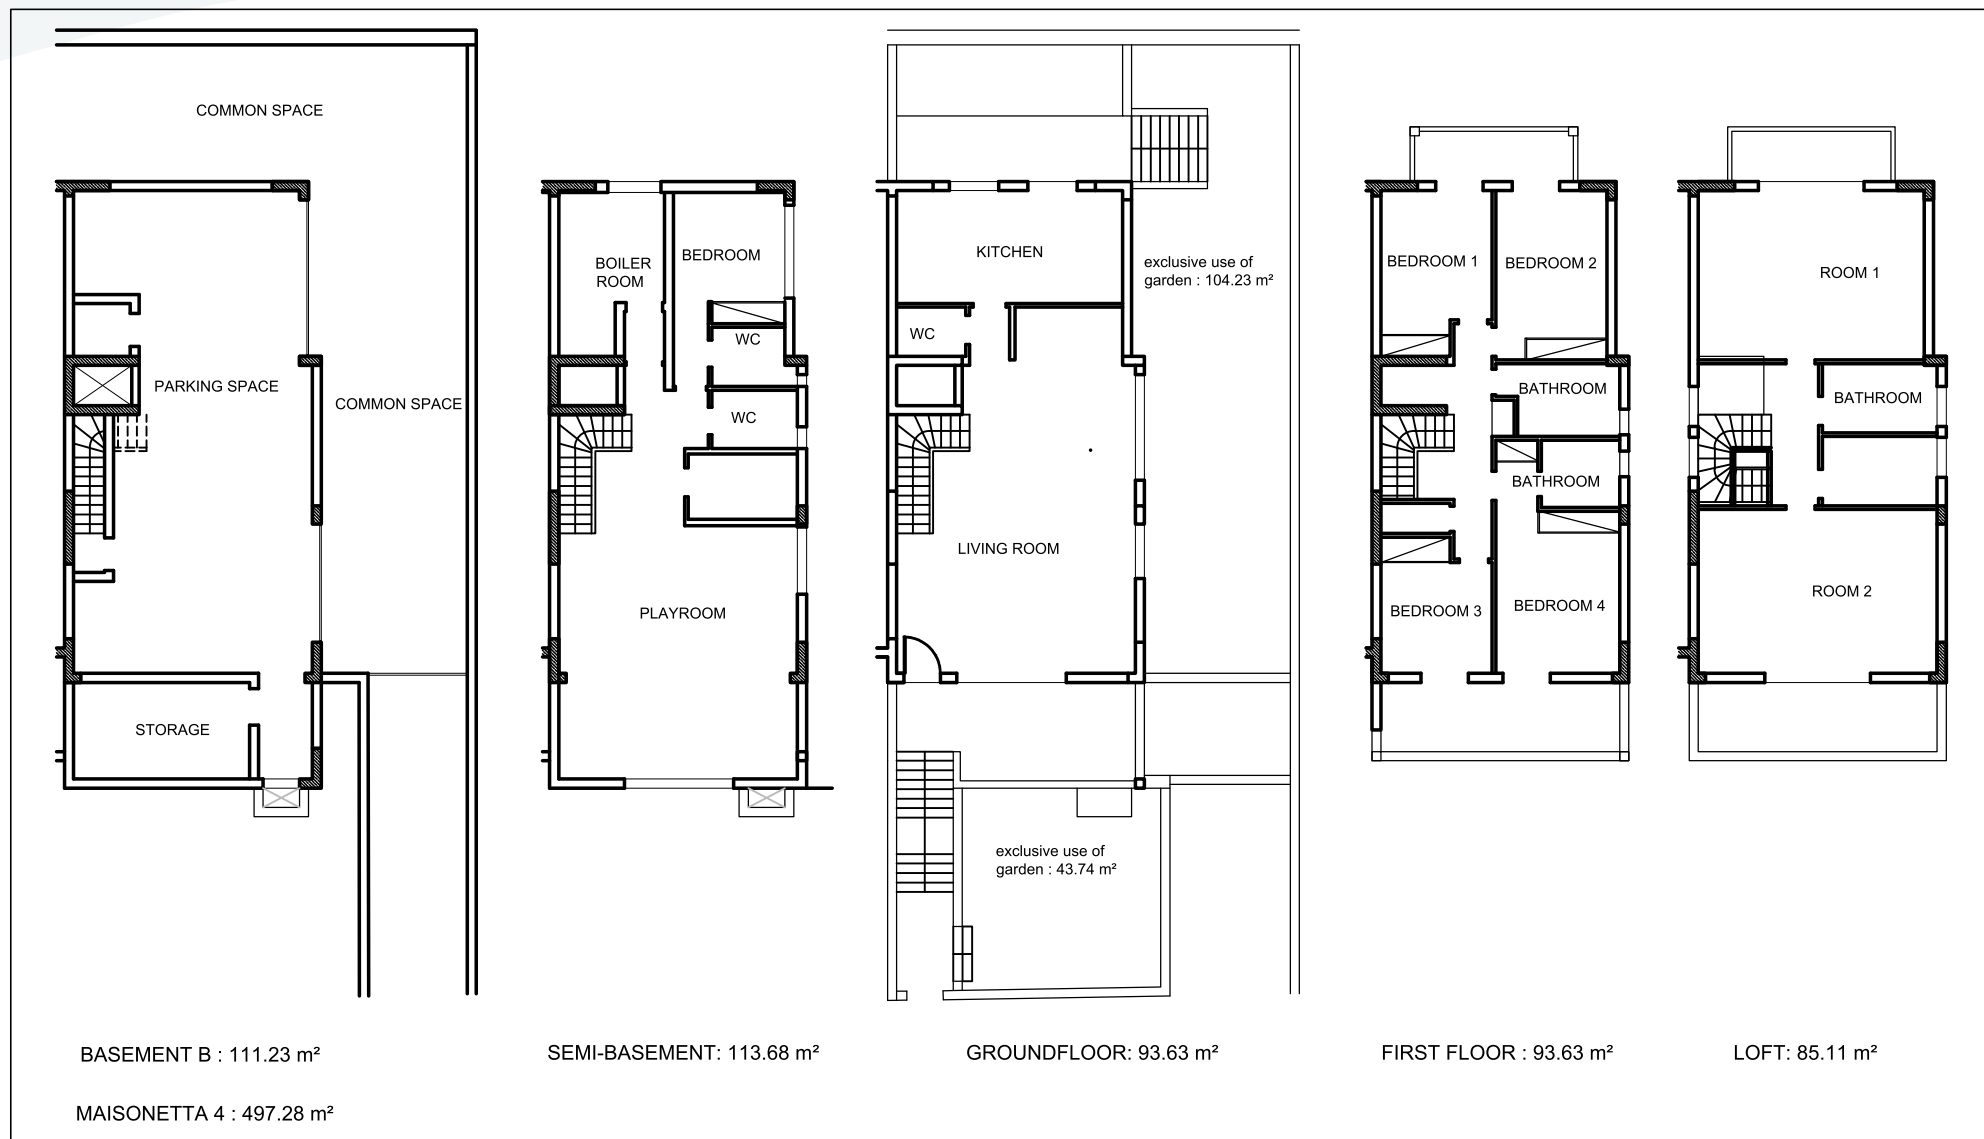 COMMON SPACE
PARKING SPACE
COMMON SPACE
STORAGE
BOILER
ROOM
BEDROOM
WC
WC
PLAYROOM
KITCHEN
WC
LIVING ROOM
exclusive use of
garden : 104.23 m²
exclusive use of
garden : 43.74 m²
BEDROOM 1
BEDROOM 2
BATHROOM
BATHROOM
BEDROOM 3
BEDROOM 4
ROOM 1
BATHROOM
ROOM 2
BASEMENT B : 111.23 m²
SEMI-BASEMENT: 113.68 m²
GROUNDFLOOR: 93.63 m²
FIRST FLOOR : 93.63 m²
LOFT: 85.11 m²
MAISONETTA 4 : 497.28 m²